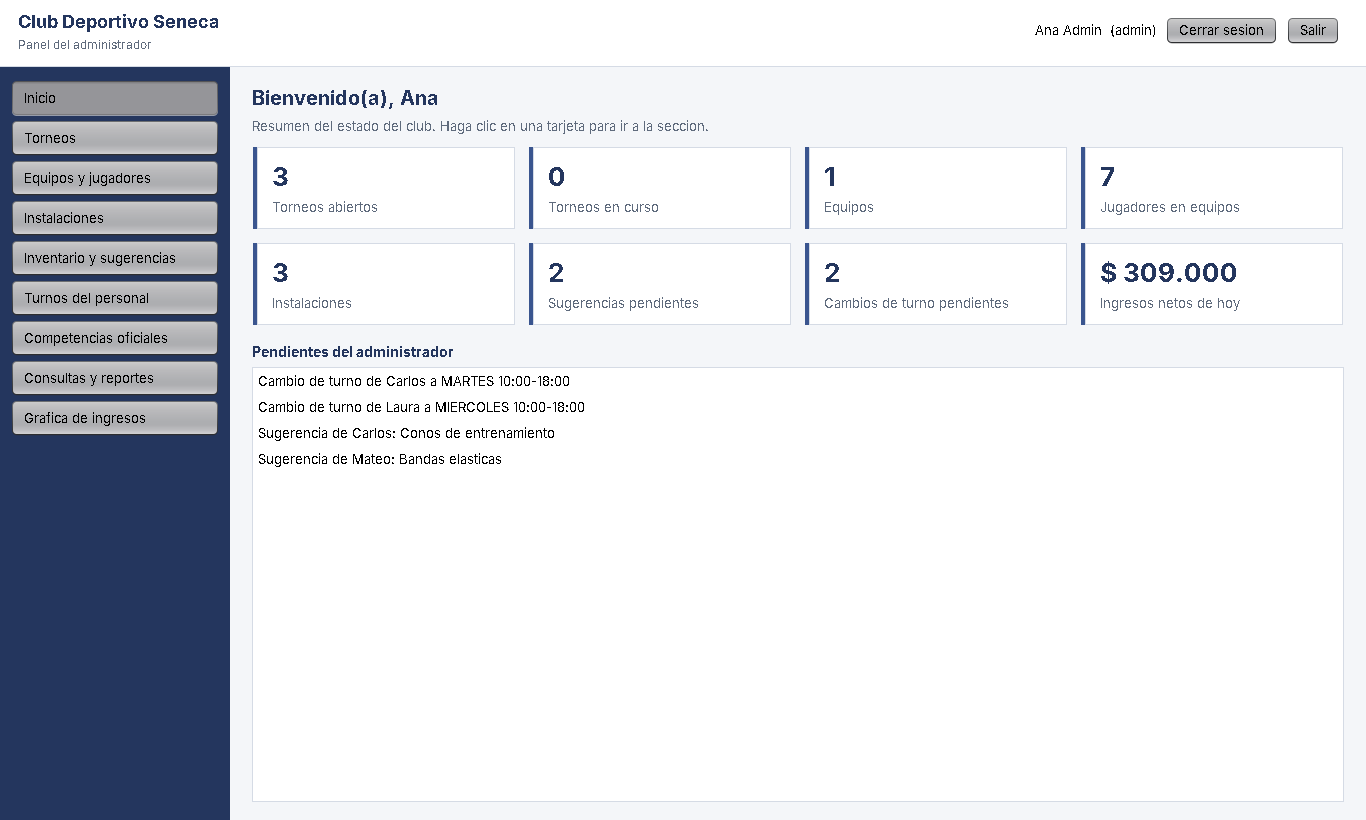 Club Deportivo Seneca
Panel del administrador
Ana Admin (admin)
Cerrar sesion
Salir
Inicio
Torneos
Equipos y jugadores
Instalaciones
Inventario y sugerencias
Turnos del personal
Competencias oficiales
Consultas y reportes
Grafica de ingresos
Bienvenido(a), Ana
Resumen del estado del club. Haga clic en una tarjeta para ir a la seccion.
3
Torneos abiertos
0
Torneos en curso
1
Equipos
7
Jugadores en equipos
3
Instalaciones
2
Sugerencias pendientes
2
Cambios de turno pendientes
$ 309.000
Ingresos netos de hoy
Pendientes del administrador
Cambio de turno de Carlos a MARTES 10:00-18:00
Cambio de turno de Laura a MIERCOLES 10:00-18:00
Sugerencia de Carlos: Conos de entrenamiento
Sugerencia de Mateo: Bandas elasticas